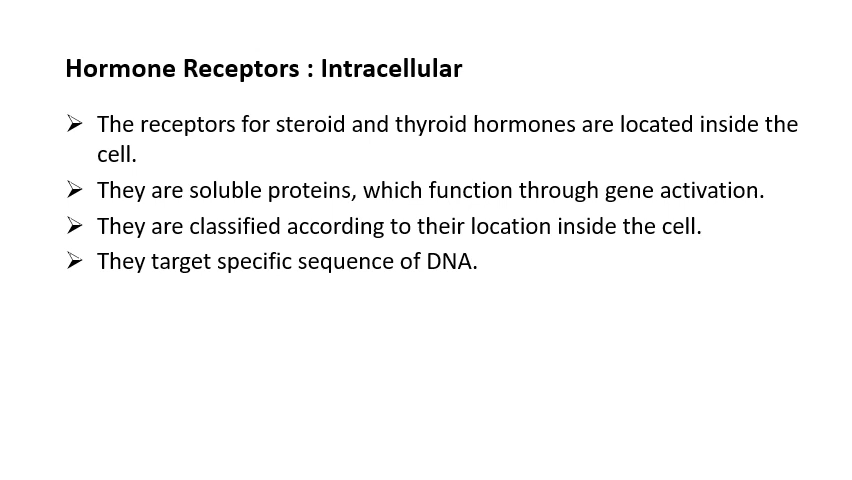 Hormone Receptors : Intracellular
➢ The receptors for steroid and thyroid hormones are located inside the
cell.
➢ They are soluble proteins, which function through gene activation.
➢ They are classified according to their location inside the cell.
➢ They target specific sequence of DNA.